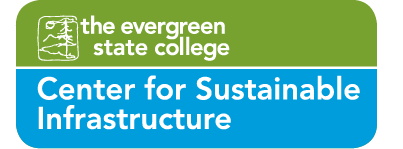 the evergreen
state college
Center for Sustainable
Infrastructure